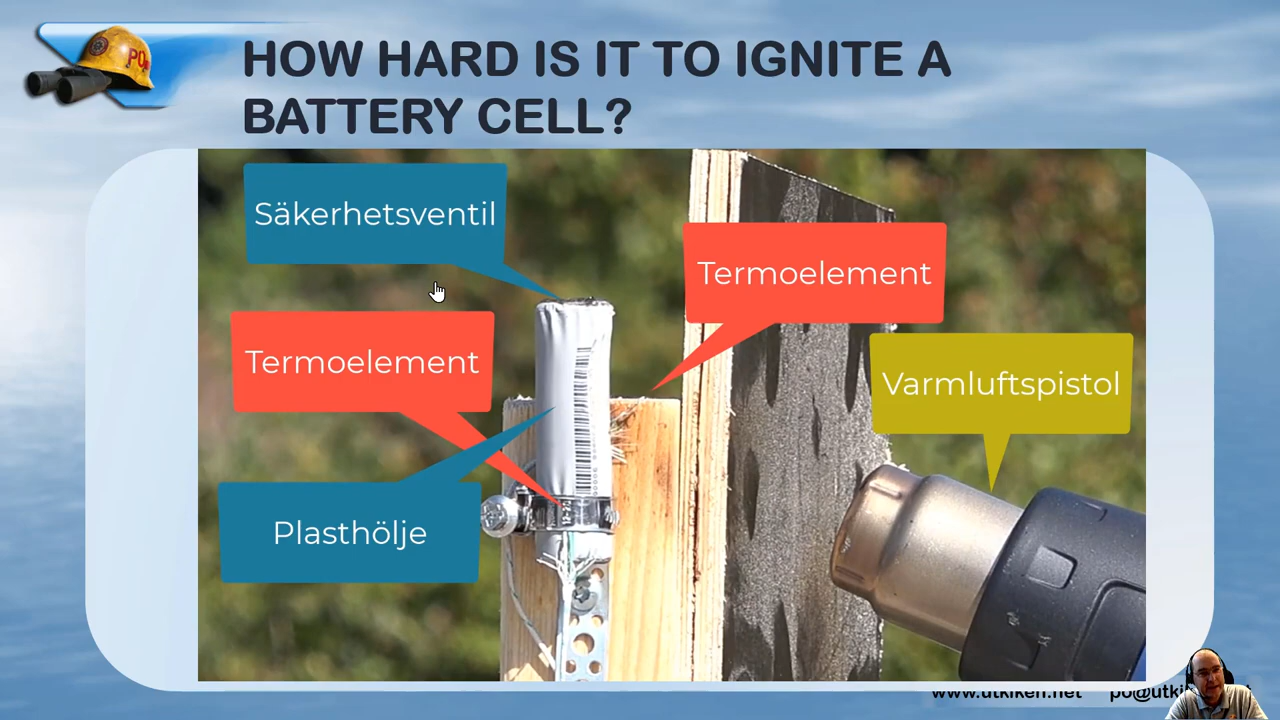 HOW HARD IS IT TO IGNITE A
BATTERY CELL?
Säkerhetsventil
Termoelement
Termoelement
Varmluftspistol
Plasthölje
www.utkiken.net